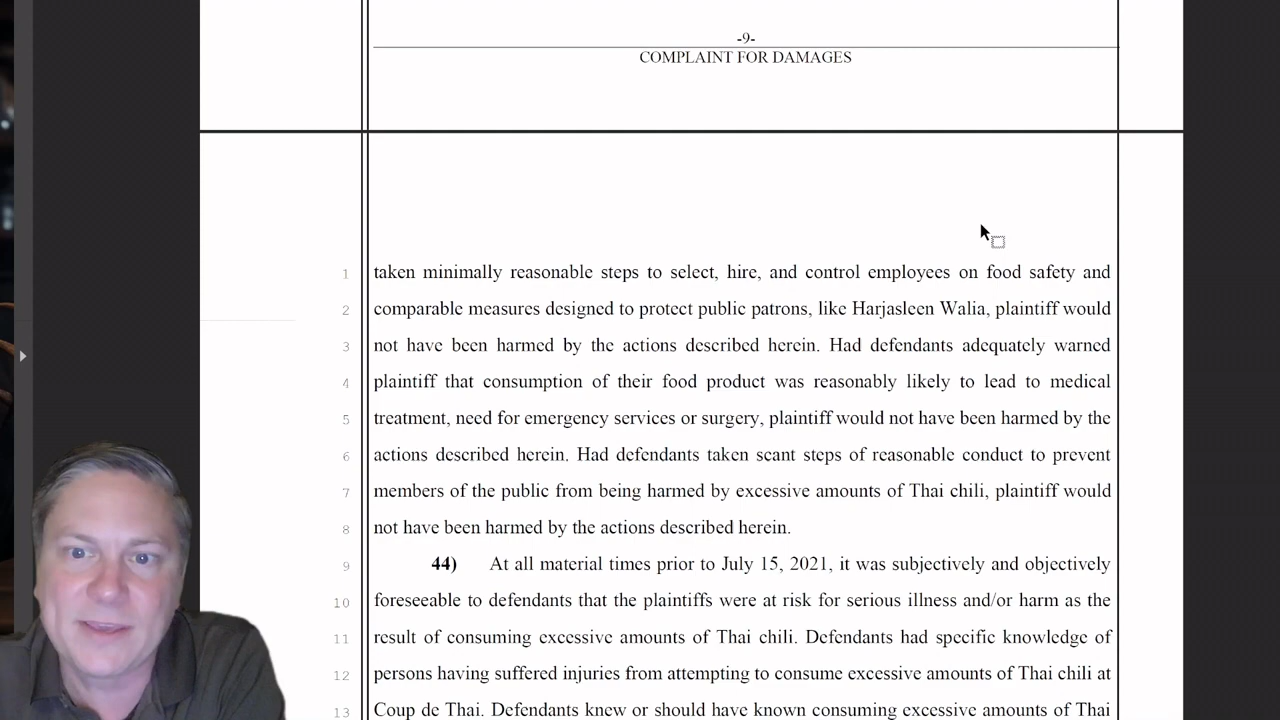 -9-
COMPLAINT FOR DAMAGES
1 taken minimally reasonable steps to select, hire, and control employees on food safety and
2 comparable measures designed to protect public patrons, like Harjasleen Walia, plaintiff would
3 not have been harmed by the actions described herein. Had defendants adequately warned
4 plaintiff that consumption of their food product was reasonably likely to lead to medical
5 treatment, need for emergency services or surgery, plaintiff would not have been harmed by the
6 actions described herein. Had defendants taken scant steps of reasonable conduct to prevent
7 members of the public from being harmed by excessive amounts of Thai chili, plaintiff would
8 not have been harmed by the actions described herein.
9 44) At all material times prior to July 15, 2021, it was subjectively and objectively
10 foreseeable to defendants that the plaintiffs were at risk for serious illness and/or harm as the
11 result of consuming excessive amounts of Thai chili. Defendants had specific knowledge of
12 persons having suffered injuries from attempting to consume excessive amounts of Thai chili at
13 Coup de Thai. Defendants knew or should have known consuming excessive amounts of Thai